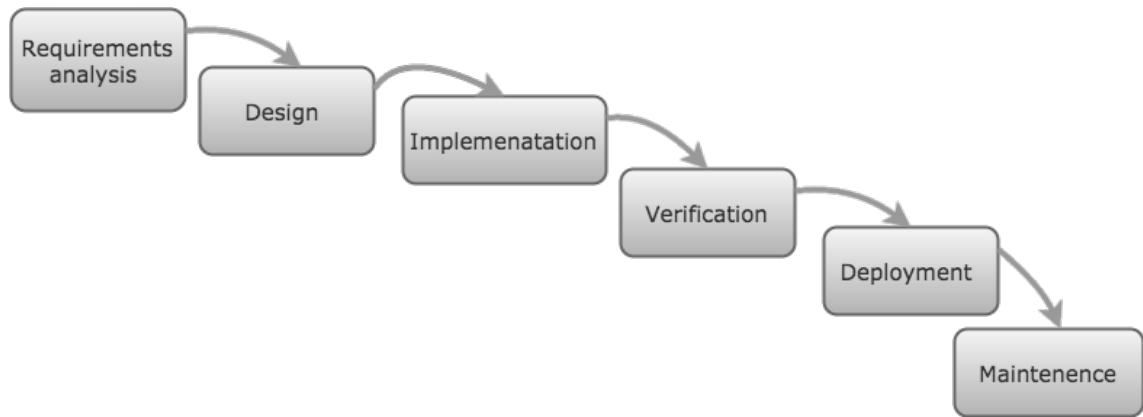 Requirements
analysis
Design
Implemenatation
Verification
Deployment
Maintenence